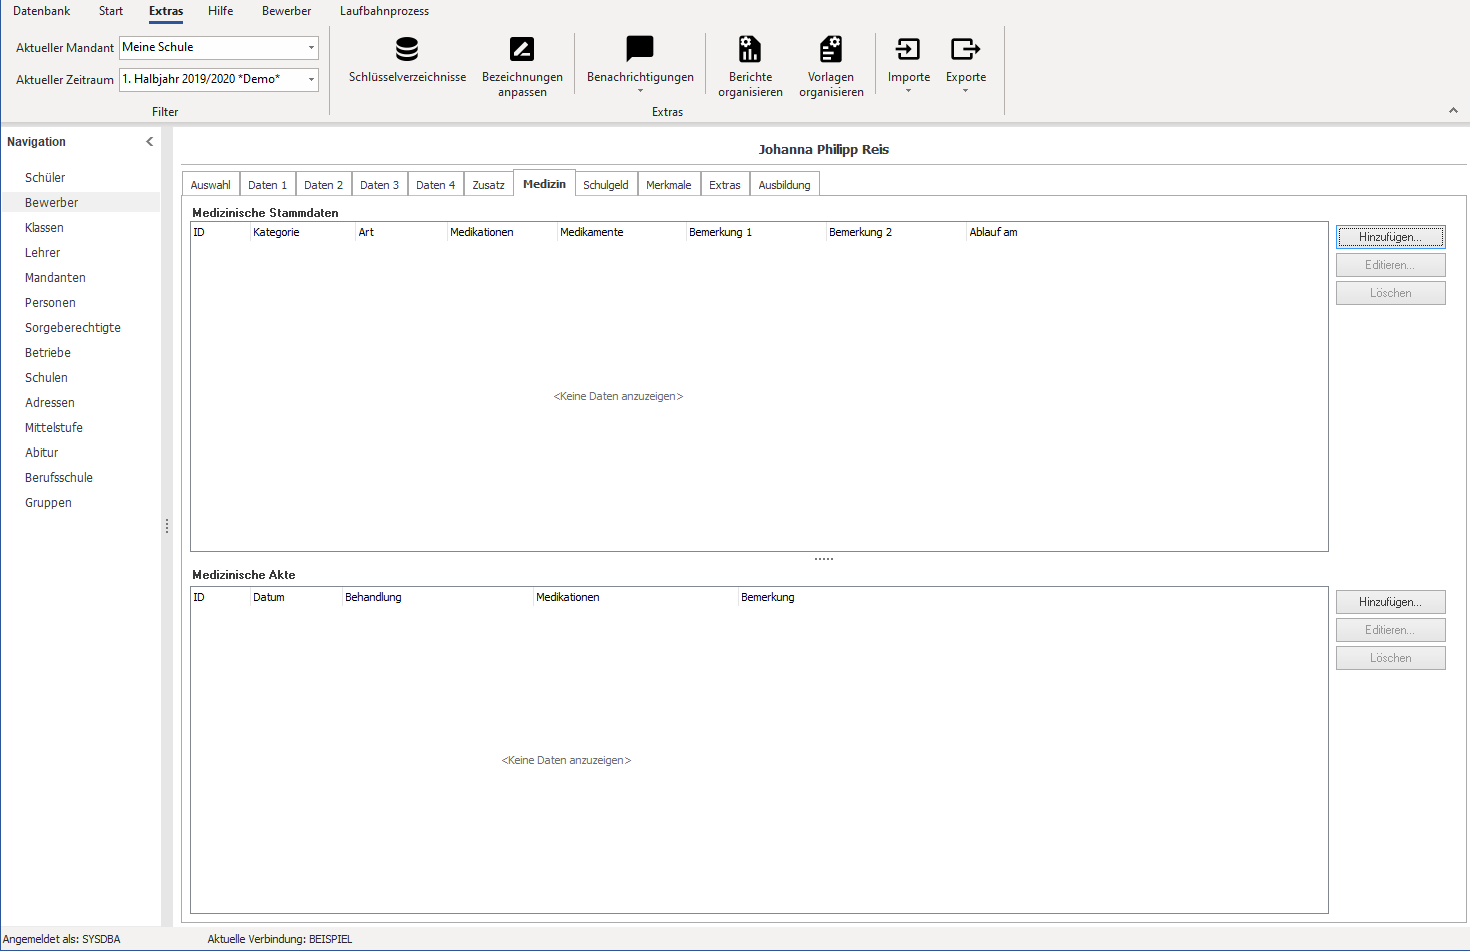 Datenbank Start Extras Hilfe Bewerber Laufbahnprozess
Aktueller Mandant Meine Schule
Aktueller Zeitraum 1. Halbjahr 2019/2020 *Demo*
Filter
Schlüsselverzeichnisse
Bezeichnungen
anpassen
Benachrichtigungen
Berichte
organisieren
Vorlagen
organisieren
Importe
Exporte
Extras
Navigation
Schüler
Bewerber
Klassen
Lehrer
Mandanten
Personen
Sorgeberechtigte
Betriebe
Schulen
Adressen
Mittelstufe
Abitur
Berufsschule
Gruppen
Johanna Philipp Reis
Auswahl Daten 1 Daten 2 Daten 3 Daten 4 Zusatz Medizin Schulgeld Merkmale Extras Ausbildung
Medizinische Stammdaten
ID Kategorie Art Medikationen Medikamente Bemerkung 1 Bemerkung 2 Ablauf am
<Keine Daten anzuzeigen>
Hinzufügen...
Editieren...
Löschen
Medizinische Akte
ID Datum Behandlung Medikationen Bemerkung
<Keine Daten anzuzeigen>
Hinzufügen...
Editieren...
Löschen
Angemeldet als: SYSDBA Aktuelle Verbindung: BEISPIEL